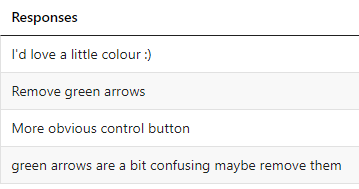 Responses
I'd love a little colour :)
Remove green arrows
More obvious control button
green arrows are a bit confusing maybe remove them